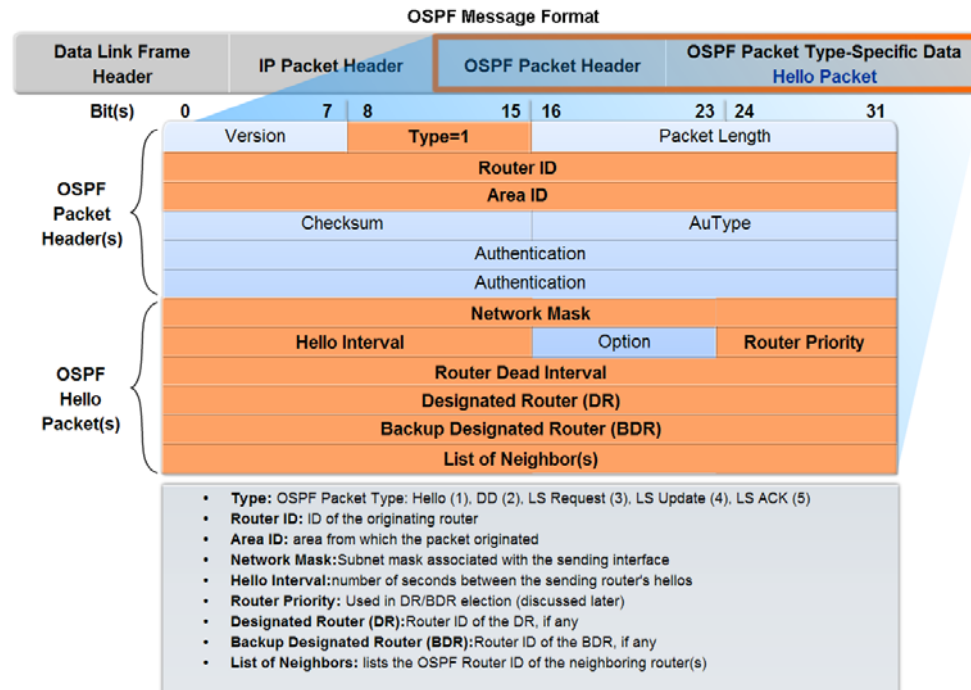 OSPF Message Format
Data Link Frame Header
IP Packet Header
OSPF Packet Header
OSPF Packet Type-Specific Data
Hello Packet
Bit(s) 0 7 8 15 16 23 24 31
OSPF Packet Header(s)
Version Type=1 Packet Length
Router ID
Area ID
Checksum AuType
Authentication
Authentication
OSPF Hello Packet(s)
Network Mask
Hello Interval Option Router Priority
Router Dead Interval
Designated Router (DR)
Backup Designated Router (BDR)
List of Neighbor(s)
• Type: OSPF Packet Type: Hello (1), DD (2), LS Request (3), LS Update (4), LS ACK (5)
• Router ID: ID of the originating router
• Area ID: area from which the packet originated
• Network Mask:Subnet mask associated with the sending interface
• Hello Interval:number of seconds between the sending router's hellos
• Router Priority: Used in DR/BDR election (discussed later)
• Designated Router (DR):Router ID of the DR, if any
• Backup Designated Router (BDR):Router ID of the BDR, if any
• List of Neighbors: lists the OSPF Router ID of the neighboring router(s)